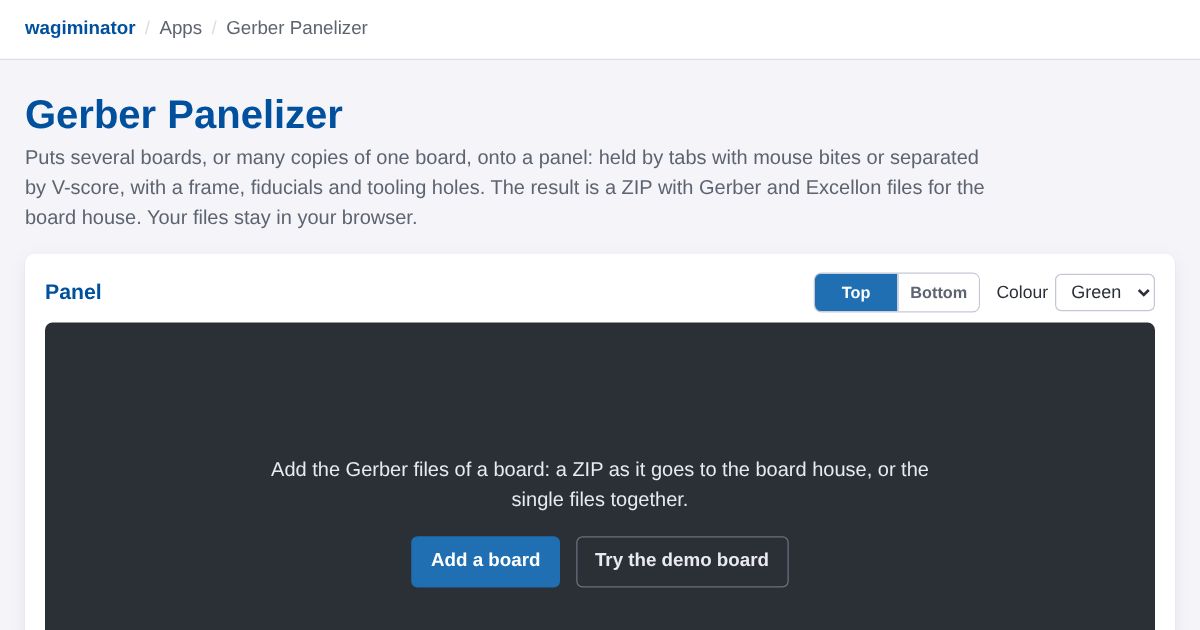 wagiminator / Apps / Gerber Panelizer
Gerber Panelizer
Puts several boards, or many copies of one board, onto a panel: held by tabs with mouse bites or separated
by V-score, with a frame, fiducials and tooling holes. The result is a ZIP with Gerber and Excellon files for the
board house. Your files stay in your browser.
Panel Top Bottom Colour Green
Add the Gerber files of a board: a ZIP as it goes to the board house, or the
single files together.
Add a board Try the demo board